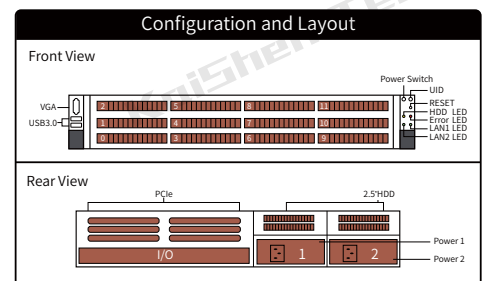 Configuration and Layout
Front View
Power Switch
UID
VGA
RESET
USB3.0
HDD LED
Error LED
LAN1 LED
LAN2 LED
2 5 8 11
1 4 7 10
0 3 6 9
Rear View
PCIe
2.5"HDD
I/O
1
2
Power 1
Power 2